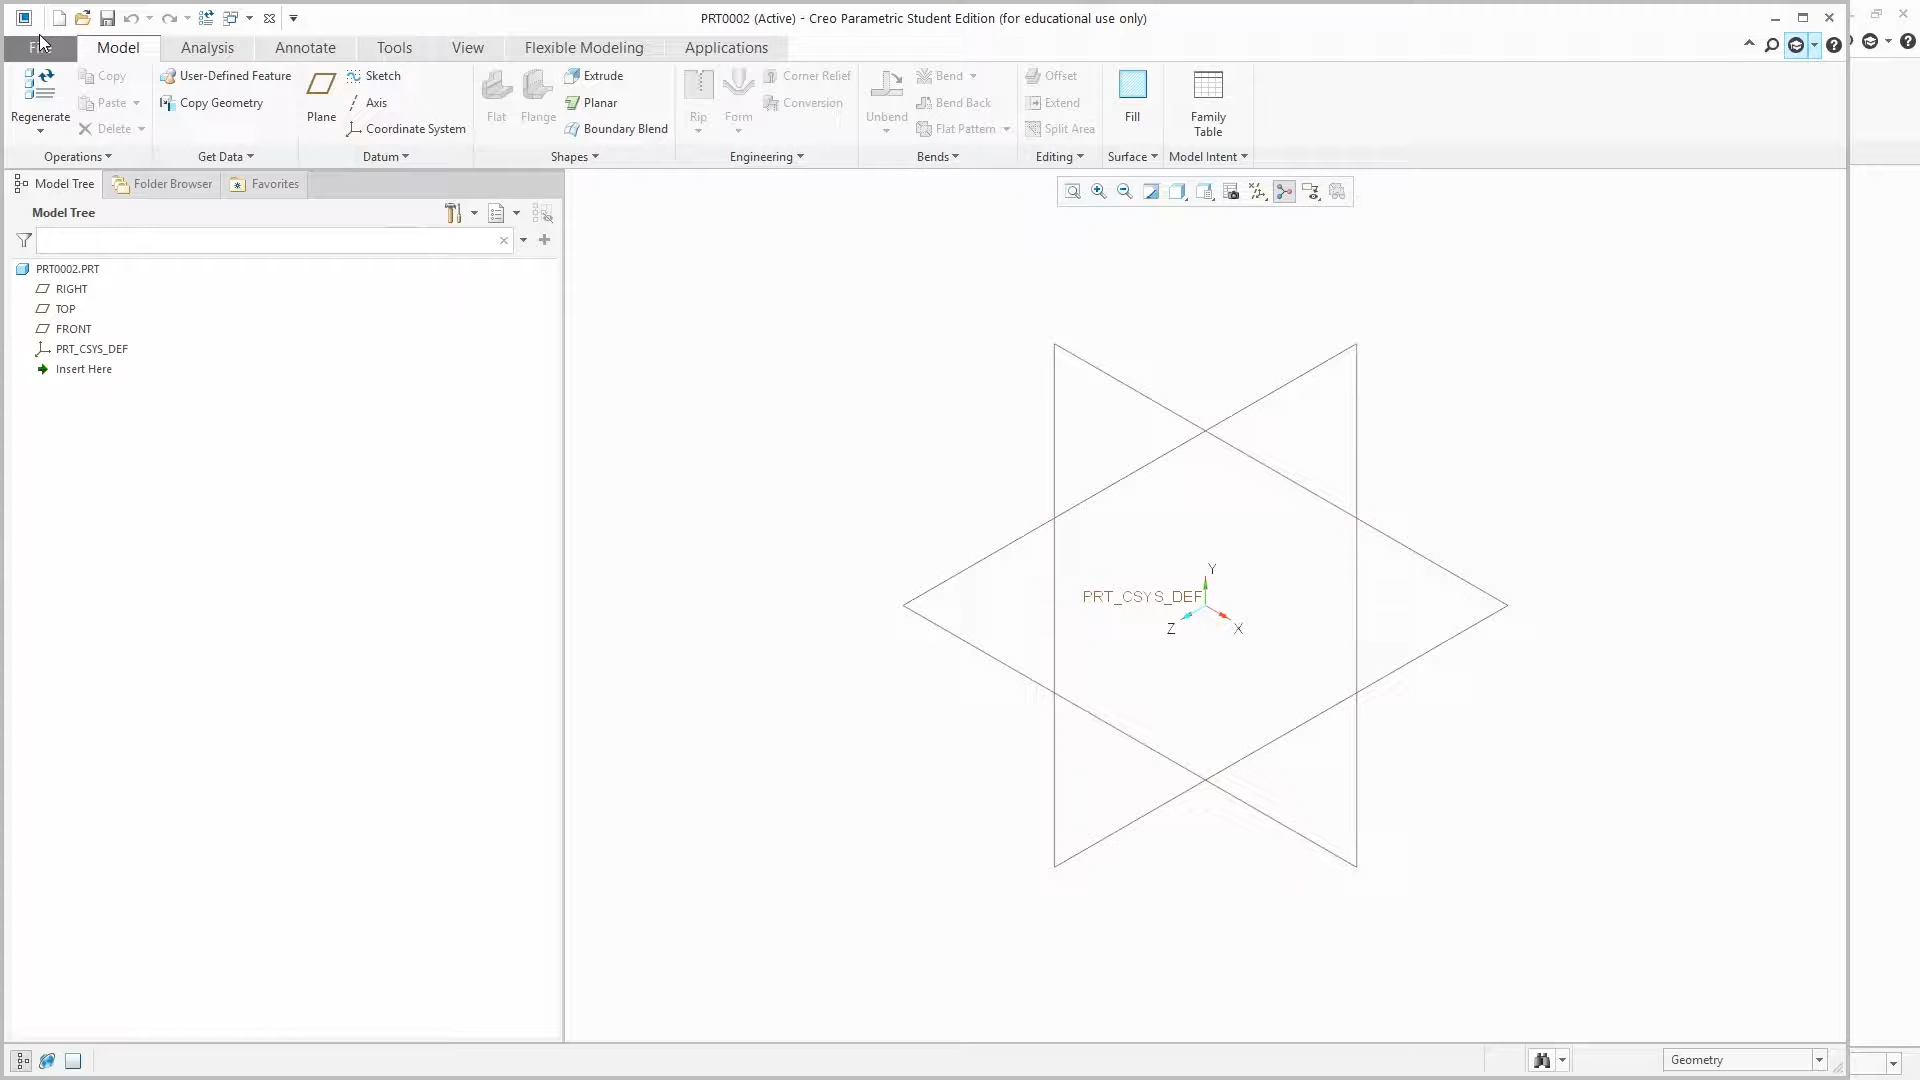 PRT0002 (Active) - Creo Parametric Student Edition (for educational use only)
Model
Analysis
Annotate
Tools
View
Flexible Modeling
Applications
Regenerate
Copy
Paste
Delete
Operations
User-Defined Feature
Copy Geometry
Get Data
Plane
Sketch
Axis
Coordinate System
Datum
Flat
Flange
Extrude
Planar
Boundary Blend
Shapes
Rip
Form
Corner Relief
Conversion
Engineering
Unbend
Bend
Bend Back
Flat Pattern
Bends
Offset
Extend
Split Area
Editing
Fill
Surface
Family
Table
Model Intent
Model Tree
Folder Browser
Favorites
Model Tree
PRT0002.PRT
RIGHT
TOP
FRONT
PRT_CSYS_DEF
Insert Here
Y
PRT_CSYS_DEF
Z
X
Geometry